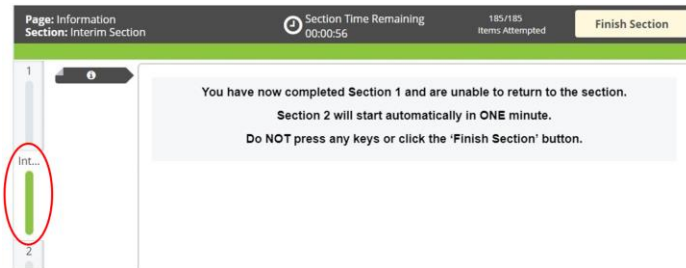 Page: Information
Section: Interim Section
Section Time Remaining
00:00:56
185/185
Items Attempted
Finish Section
1
You have now completed Section 1 and are unable to return to the section.
Section 2 will start automatically in ONE minute.
Do NOT press any keys or click the ‘Finish Section’ button.
Int...
2